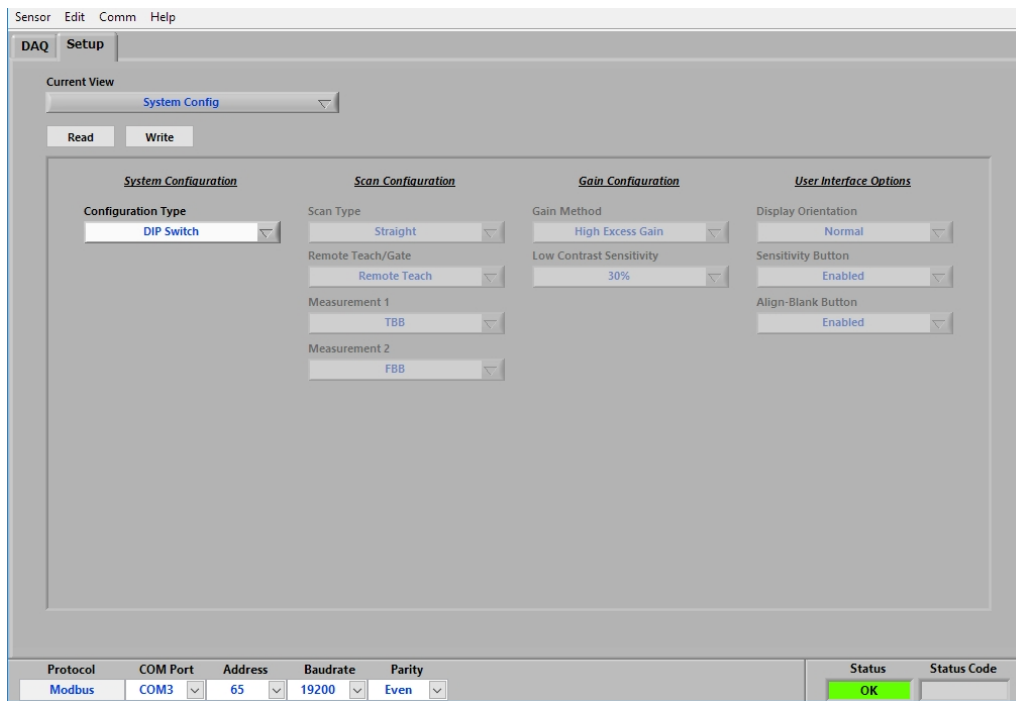 Sensor Edit Comm Help
DAQ Setup
Current View
System Config
Read Write
System Configuration Scan Configuration Gain Configuration User Interface Options
Configuration Type Scan Type Gain Method Display Orientation
DIP Switch Straight High Excess Gain Normal
Remote Teach/Gate Low Contrast Sensitivity Sensitivity Button
Remote Teach 30% Enabled
Measurement 1 Align-Blank Button
TBB Enabled
Measurement 2
FBB
Protocol COM Port Address Baudrate Parity Status Status Code
Modbus COM3 65 19200 Even OK